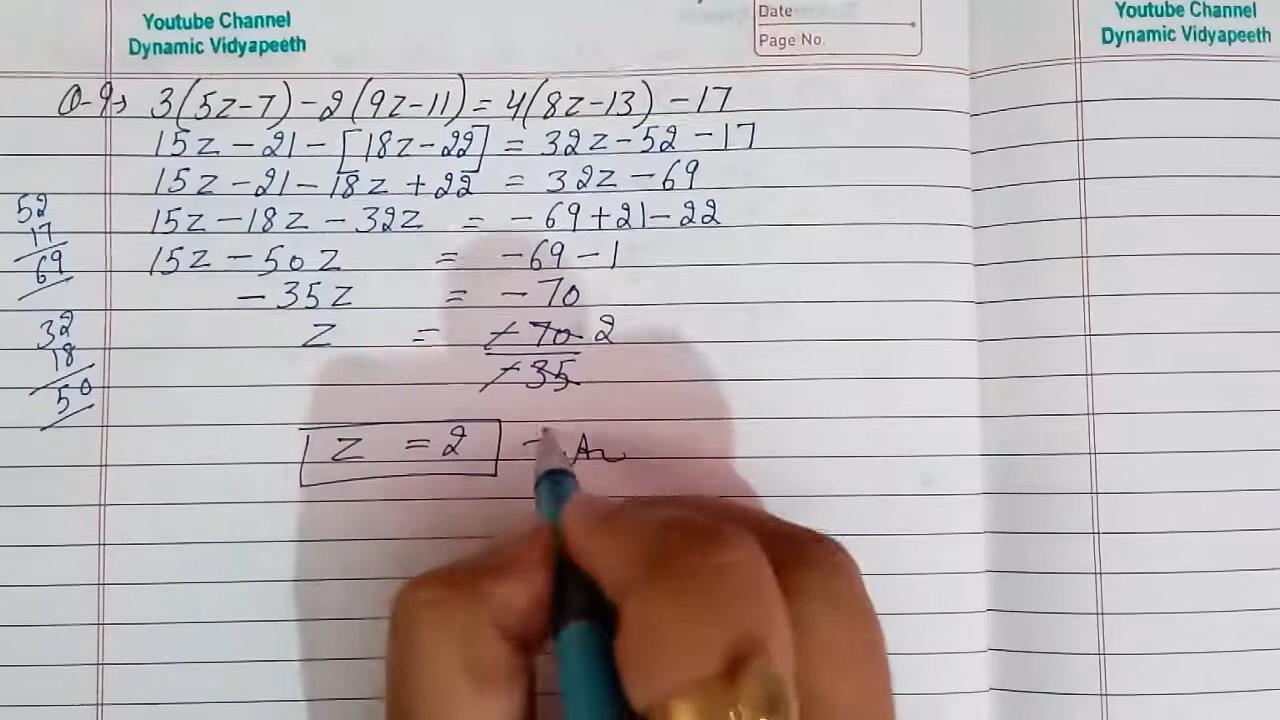 Youtube Channel
Dynamic Vidyapeeth
Date
Page No.
Youtube Channel
Dynamic Vidyapeeth
Q-9→ 3(5z-7)-2(9z-11)=4(8z-13)-17
15z-21-[18z-22]=32z-52-17
15z-21-18z+22=32z-69
15z-18z-32z=-69+21-22
15z-50z=-69-1
-35z=-70
z=-70 2
-35
z=2
52
17
69
32
18
50